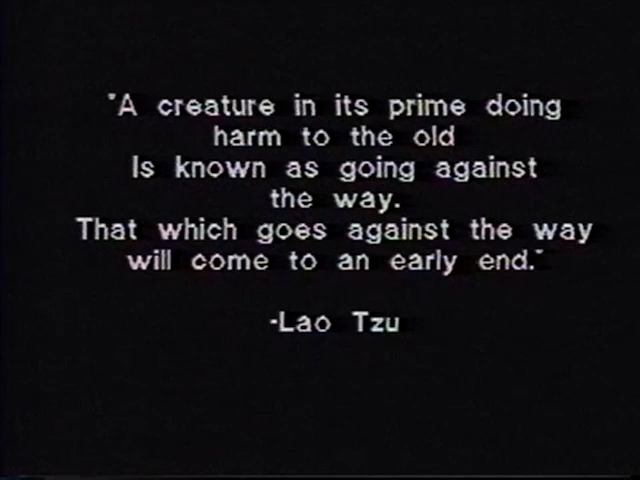 "A creature in its prime doing
harm to the old
Is known as going against
the way.
That which goes against the way
will come to an early end."
-Lao Tzu